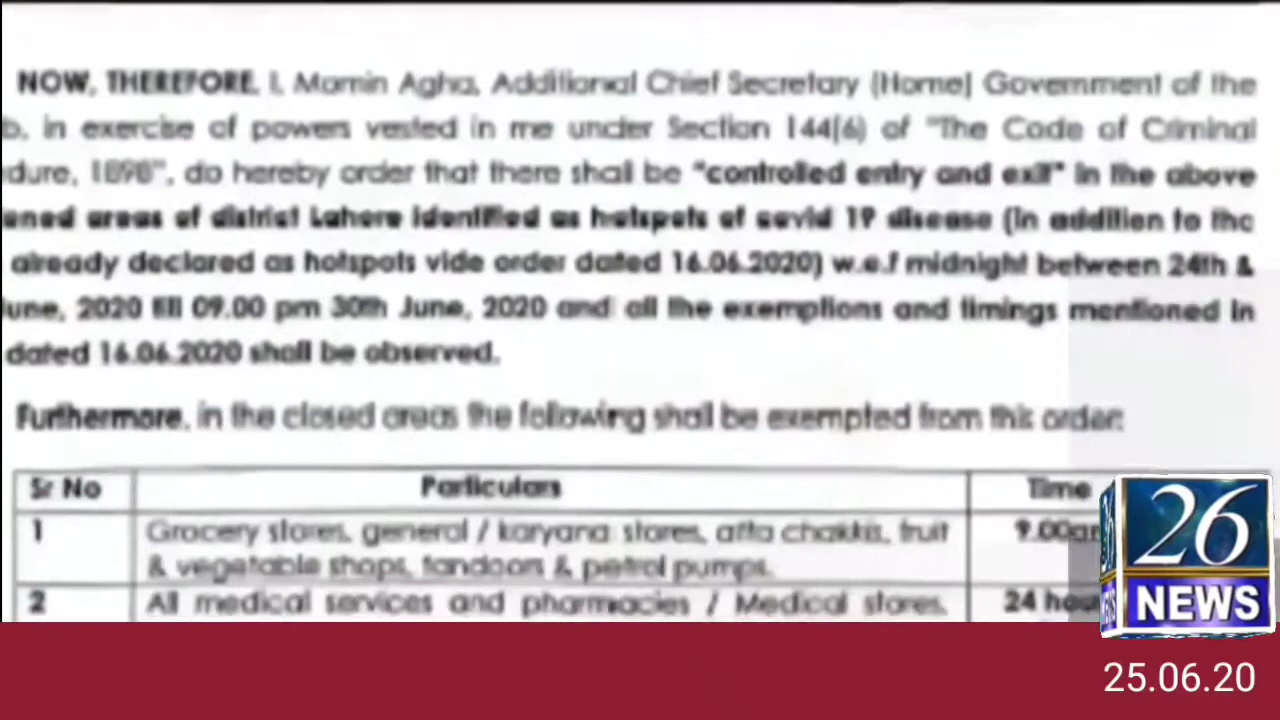 NOW, THEREFORE, I, Momin Agha, Additional Chief Secretary (Home) Government of the
b, in exercise of powers vested in me under Section 144(6) of "The Code of Criminal
dure, 1898", do hereby order that there shall be "controlled entry and exit" in the above
oned areas of district Lahore identified as hotspots of covid 19 disease (in addition to the
already declared as hotspots vide order dated 16.06.2020) w.e.f midnight between 24th &
June, 2020 till 09.00 pm 30th June, 2020 and all the exemptions and timings mentioned in
dated 16.06.2020 shall be observed.
Furthermore, in the closed areas the following shall be exempted from this order:
Sr No Particulars Time
1 Grocery stores, general / karyana stores, atta chakkis, fruit 9.00am
& vegetable shops, tandoors & petrol pumps.
2 All medical services and pharmacies / Medical stores, 24 hou
26
NEWS
25.06.20